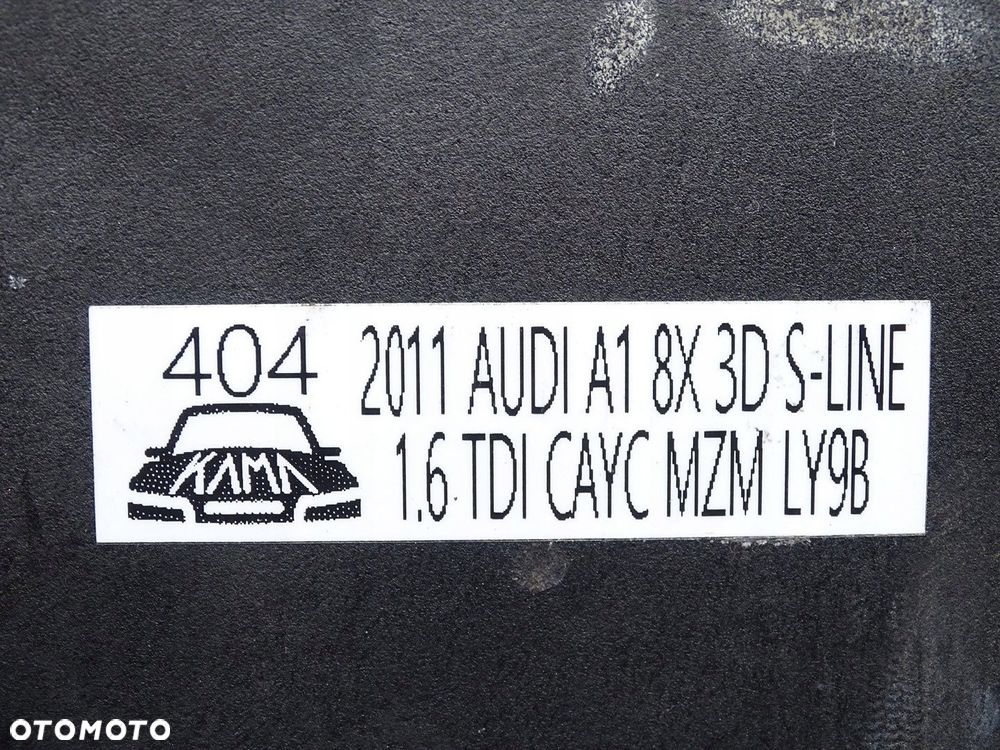 404
2011 AUDI A1 8X 3D S-LINE
KAMA
1.6 TDI CAYC MZM LY9B
OTOMOTO